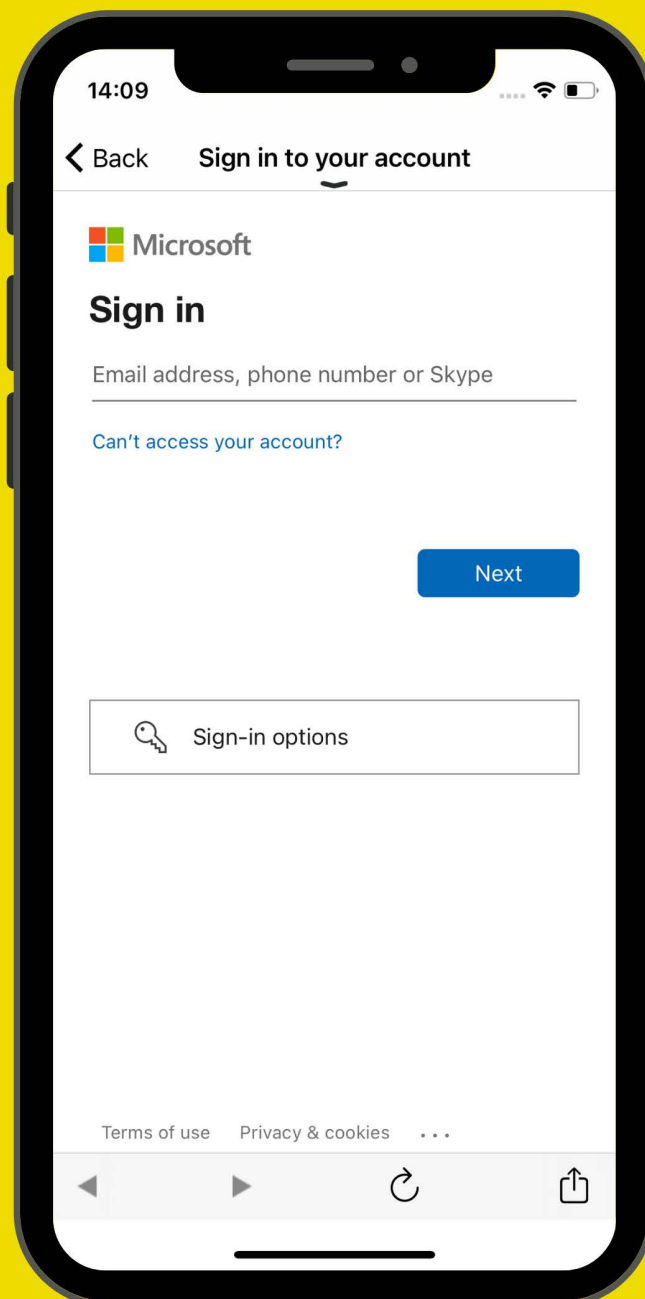 14:09
Back Sign in to your account
Microsoft
Sign in
Email address, phone number or Skype
Can't access your account?
Next
Sign-in options
Terms of use Privacy & cookies ...